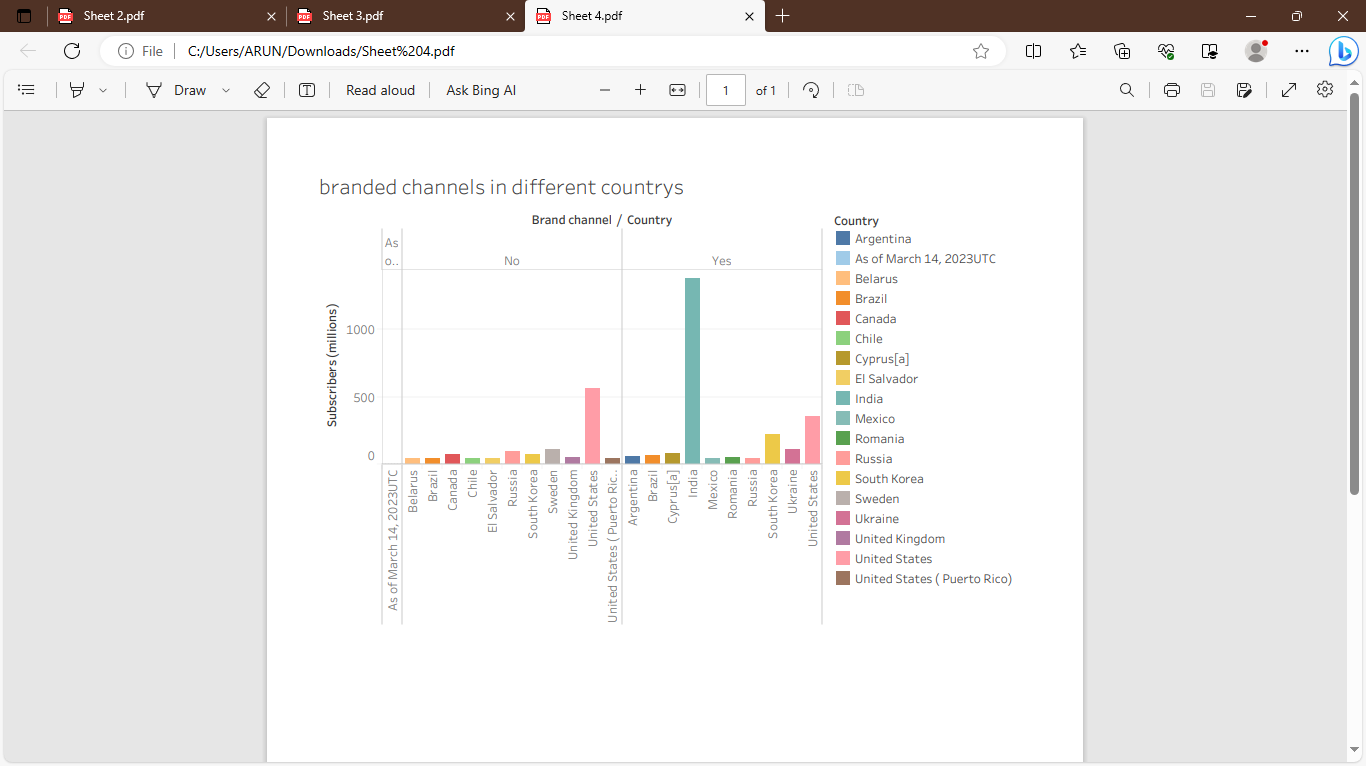 Sheet 2.pdf
Sheet 3.pdf
Sheet 4.pdf
File
C:/Users/ARUN/Downloads/Sheet%204.pdf
Draw
Read aloud
Ask Bing AI
1
of 1
branded channels in different countrys
Brand channel / Country
As
o..
No
Yes
Subscribers (millions)
1000
500
0
As of March 14, 2023UTC
Belarus
Brazil
Canada
Chile
El Salvador
Russia
South Korea
Sweden
United Kingdom
United States
United States ( Puerto Ric..
Argentina
Brazil
Cyprus[a]
India
Mexico
Romania
Russia
South Korea
Ukraine
United States
Country
Argentina
As of March 14, 2023UTC
Belarus
Brazil
Canada
Chile
Cyprus[a]
El Salvador
India
Mexico
Romania
Russia
South Korea
Sweden
Ukraine
United Kingdom
United States
United States ( Puerto Rico)